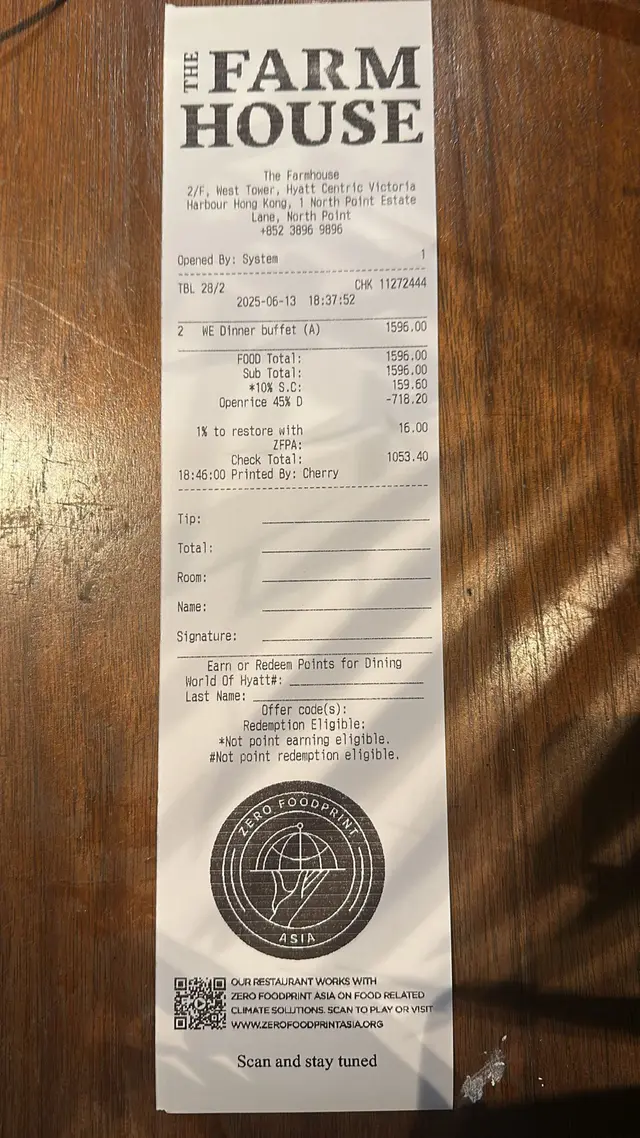 THE FARM
HOUSE
The Farmhouse
2/F, West Tower, Hyatt Centric Victoria
Harbour Hong Kong, 1 North Point Estate
Lane, North Point
+852 3896 9896
Opened By: System 1
TBL 28/2 CHK 11272444
2025-06-13 18:37:52
2 WE Dinner buffet (A) 1596.00
FOOD Total: 1596.00
Sub Total: 1596.00
*10% S.C: 159.60
Openrice 45% D -718.20
1% to restore with 16.00
ZFPA:
Check Total: 1053.40
18:46:00 Printed By: Cherry
Tip:
Total:
Room:
Name:
Signature:
Earn or Redeem Points for Dining
World Of Hyatt#:
Last Name:
Offer code(s):
Redemption Eligible:
*Not point earning eligible.
#Not point redemption eligible.
ZERO FOODPRINT
ASIA
OUR RESTAURANT WORKS WITH
ZERO FOODPRINT ASIA ON FOOD RELATED
CLIMATE SOLUTIONS. SCAN TO PLAY OR VISIT
WWW.ZEROFOODPRINTASIA.ORG
Scan and stay tuned